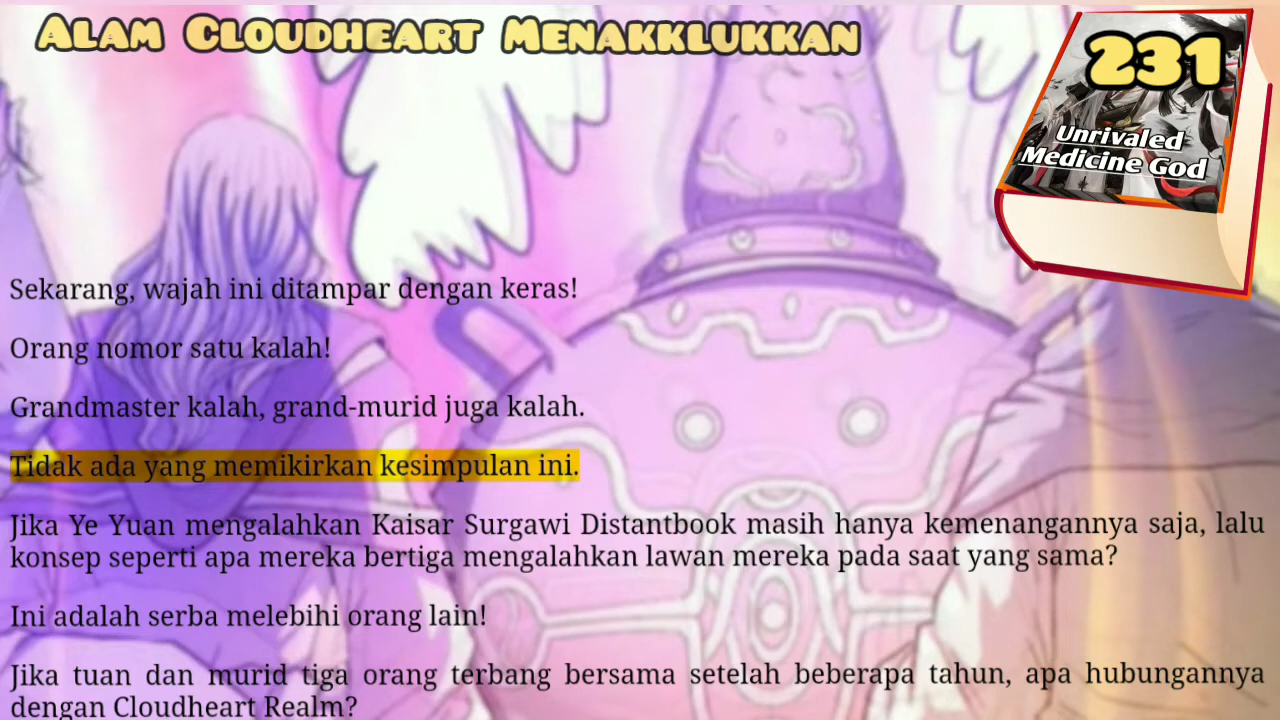 Alam Cloudheart Menakklukkan
231
Unrivaled
Medicine God
Sekarang, wajah ini ditampar dengan keras!
Orang nomor satu kalah!
Grandmaster kalah, grand-murid juga kalah.
Tidak ada yang memikirkan kesimpulan ini.
Jika Ye Yuan mengalahkan Kaisar Surgawi Distantbook masih hanya kemenangannya saja, lalu
konsep seperti apa mereka bertiga mengalahkan lawan mereka pada saat yang sama?
Ini adalah serba melebihi orang lain!
Jika tuan dan murid tiga orang terbang bersama setelah beberapa tahun, apa hubungannya
dengan Cloudheart Realm?